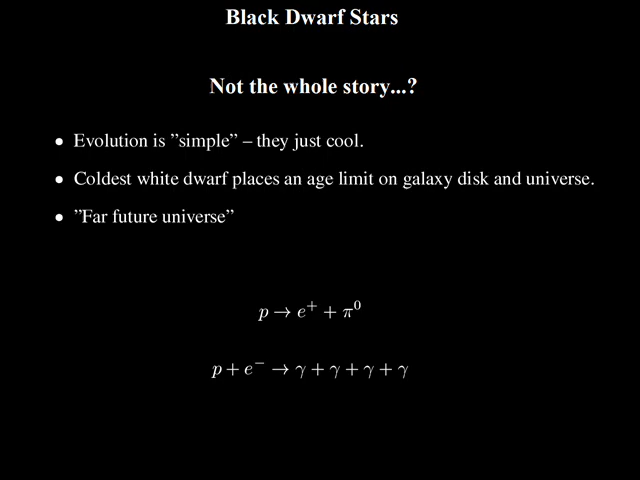 Black Dwarf Stars
Not the whole story...?
• Evolution is ”simple” – they just cool.
• Coldest white dwarf places an age limit on galaxy disk and universe.
• ”Far future universe”
p → e⁺ + π⁰
p + e⁻ → γ + γ + γ + γ